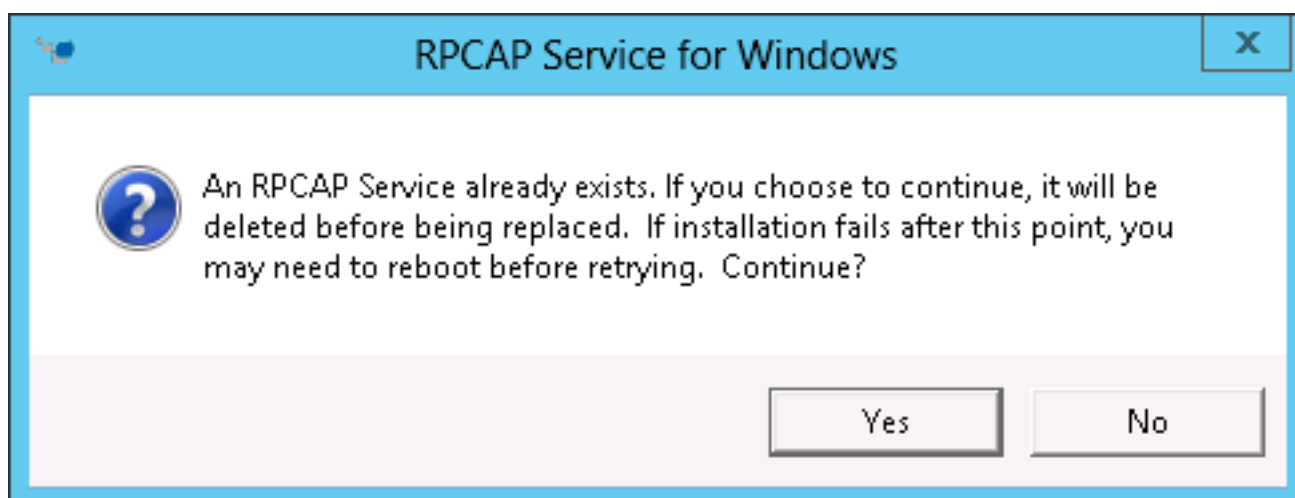 RPCAP Service for Windows
x
An RPCAP Service already exists. If you choose to continue, it will be
deleted before being replaced.  If installation fails after this point, you
may need to reboot before retrying.  Continue?
Yes
No